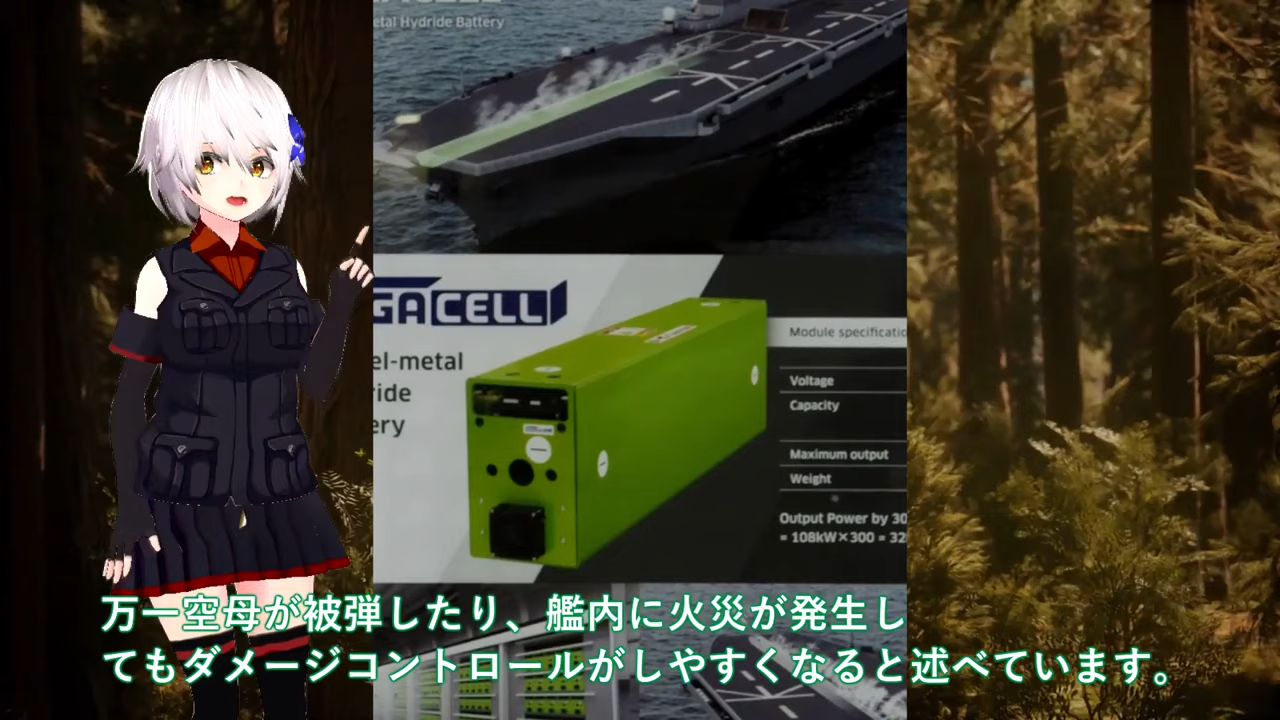 etal Hydride Battery
GACELL
el-metal
ride
ery
Module specificatio
Voltage
Capacity
Maximum output
Weight
Output Power by 30
= 108kW×300 = 32
万一空母が被弾したり、艦内に火災が発生し
てもダメージコントロールがしやすくなると述べています。